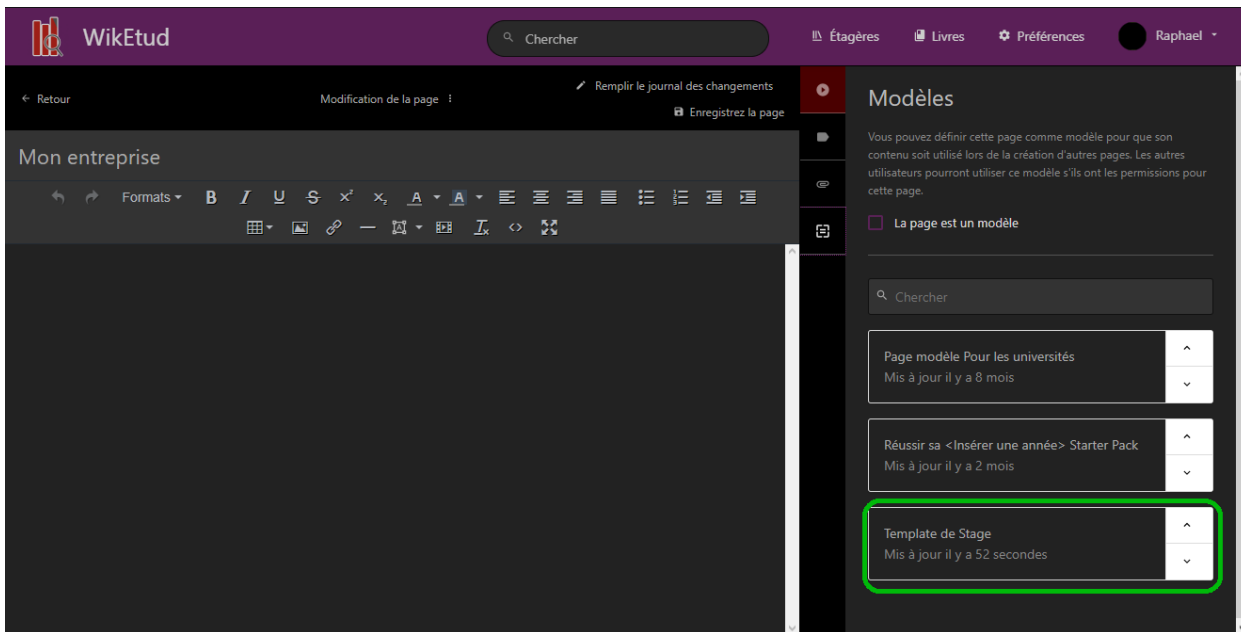 WikEtud
Chercher
Étagères
Livres
Préférences
Raphael
Retour
Modification de la page
Remplir le journal des changements
Enregistrez la page
Mon entreprise
Formats
B I U S x² x₂ A A
Modèles
Vous pouvez définir cette page comme modèle pour que son
contenu soit utilisé lors de la création d'autres pages. Les autres
utilisateurs pourront utiliser ce modèle s'ils ont les permissions pour
cette page.
La page est un modèle
Chercher
Page modèle Pour les universités
Mis à jour il y a 8 mois
Réussir sa <Insérer une année> Starter Pack
Mis à jour il y a 2 mois
Template de Stage
Mis à jour il y a 52 secondes